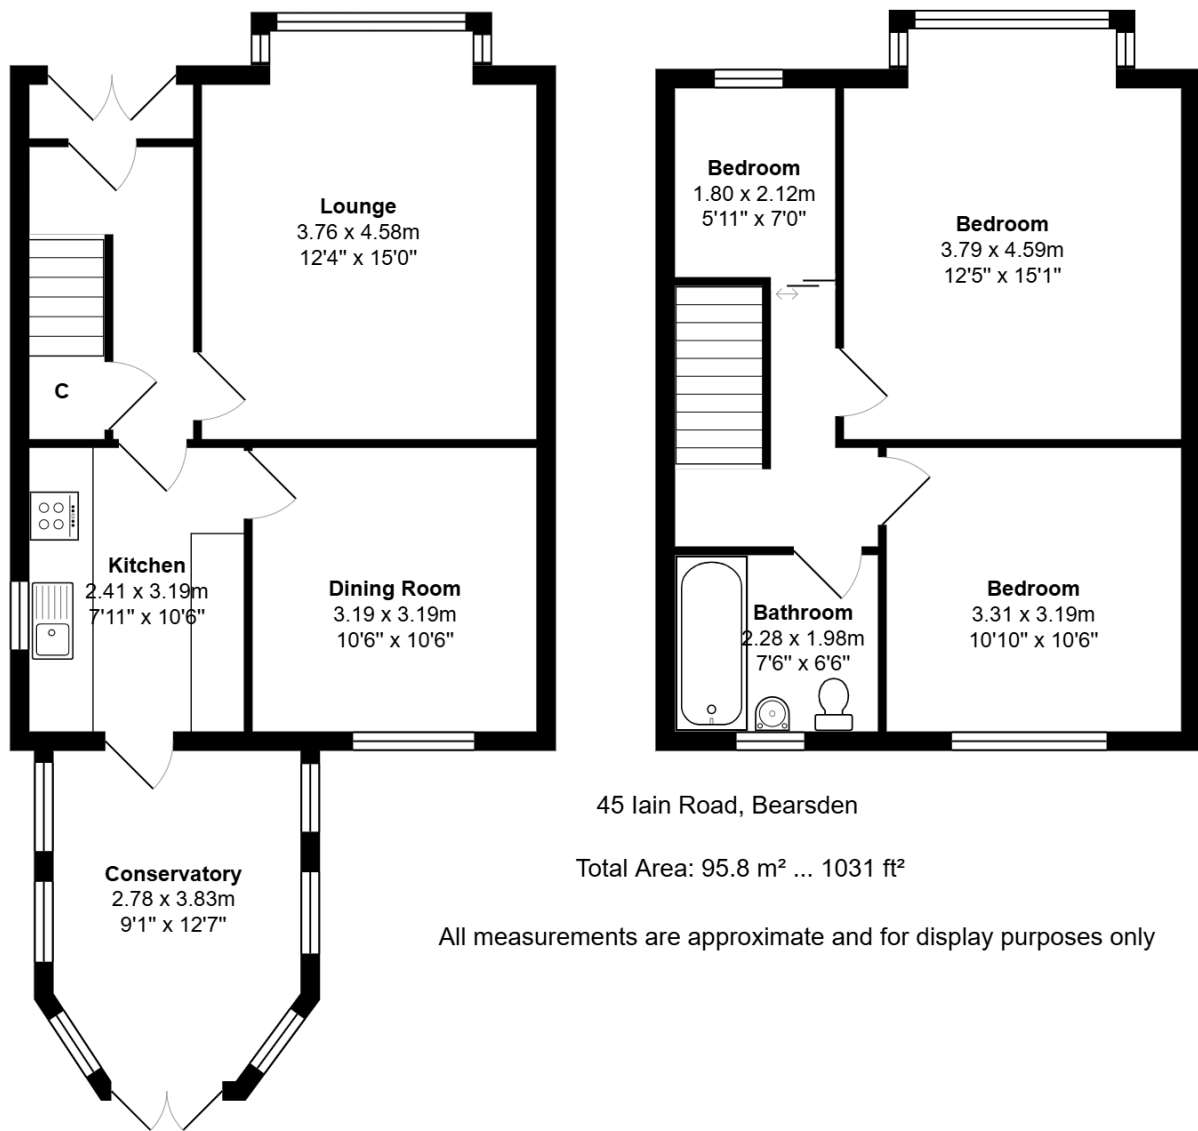 Lounge
3.76 x 4.58m
12'4" x 15'0"
C
Kitchen
2.41 x 3.19m
7'11" x 10'6"
Dining Room
3.19 x 3.19m
10'6" x 10'6"
Conservatory
2.78 x 3.83m
9'1" x 12'7"
Bedroom
1.80 x 2.12m
5'11" x 7'0"
Bedroom
3.79 x 4.59m
12'5" x 15'1"
Bathroom
2.28 x 1.98m
7'6" x 6'6"
Bedroom
3.31 x 3.19m
10'10" x 10'6"
45 Iain Road, Bearsden
Total Area: 95.8 m² ... 1031 ft²
All measurements are approximate and for display purposes only